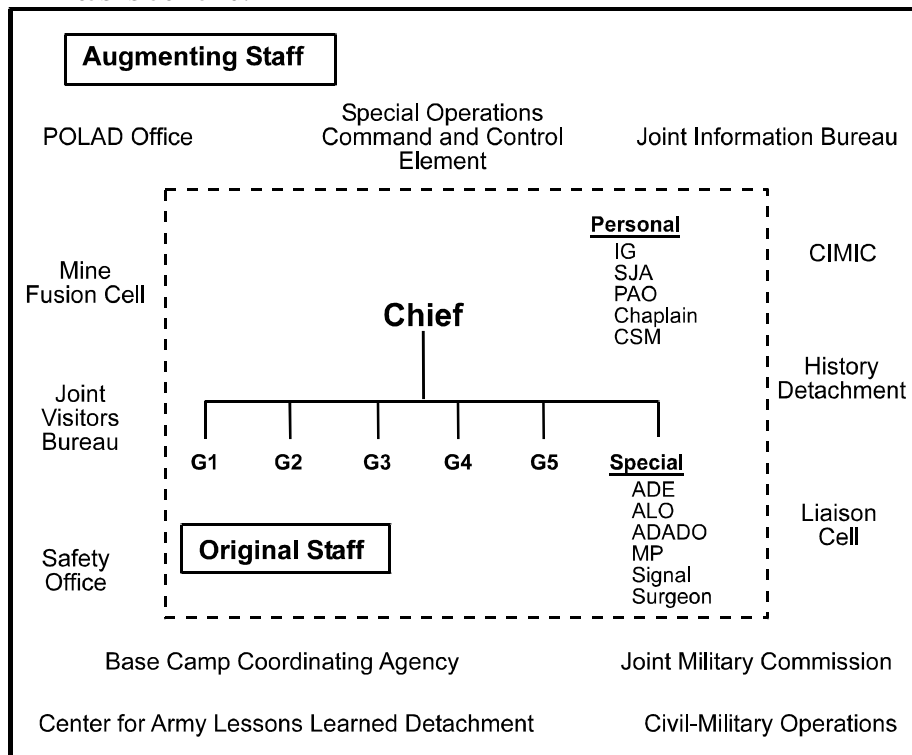 Augmenting Staff
POLAD Office
Special Operations
Command and Control
Element
Joint Information Bureau
Mine
Fusion Cell
Joint
Visitors
Bureau
Safety
Office
Chief
Personal
IG
SJA
PAO
Chaplain
CSM
G1 G2 G3 G4 G5 Special
ADE
ALO
ADADO
MP
Signal
Surgeon
Original Staff
CIMIC
History
Detachment
Liaison
Cell
Base Camp Coordinating Agency
Joint Military Commission
Center for Army Lessons Learned Detachment
Civil-Military Operations